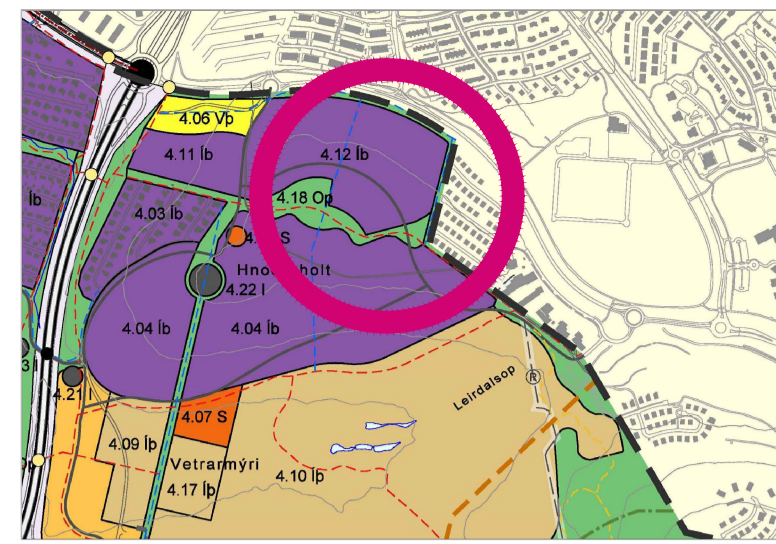 4.06 Vþ
4.11 Íb
4.12 Íb
Íb
4.03 Íb
4.18 Op
S
4.22 I
4.04 Íb
4.04 Íb
4.21 I
Leirdalsop
4.07 S
4.09 Íþ
Vetrarmýri
4.17 Íþ
4.10 Íþ